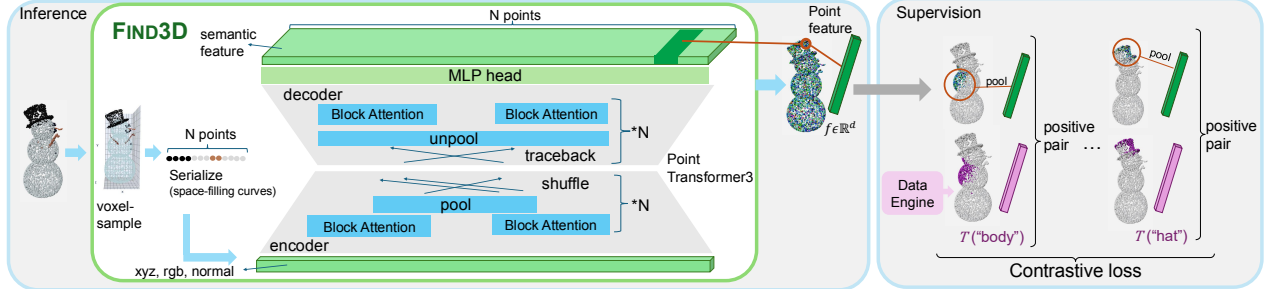 Inference
FIND3D
N points
semantic
feature
MLP head
decoder
Block Attention
Block Attention
unpool
traceback
*N
Point
Transformer3
shuffle
pool
*N
Block Attention
Block Attention
encoder
xyz, rgb, normal
N points
Serialize
(space-filling curves)
voxel-
sample
Point
feature
f ϵ ℝ^d
Supervision
pool
pool
positive
pair
...
positive
pair
Data
Engine
T("body")
T("hat")
Contrastive loss